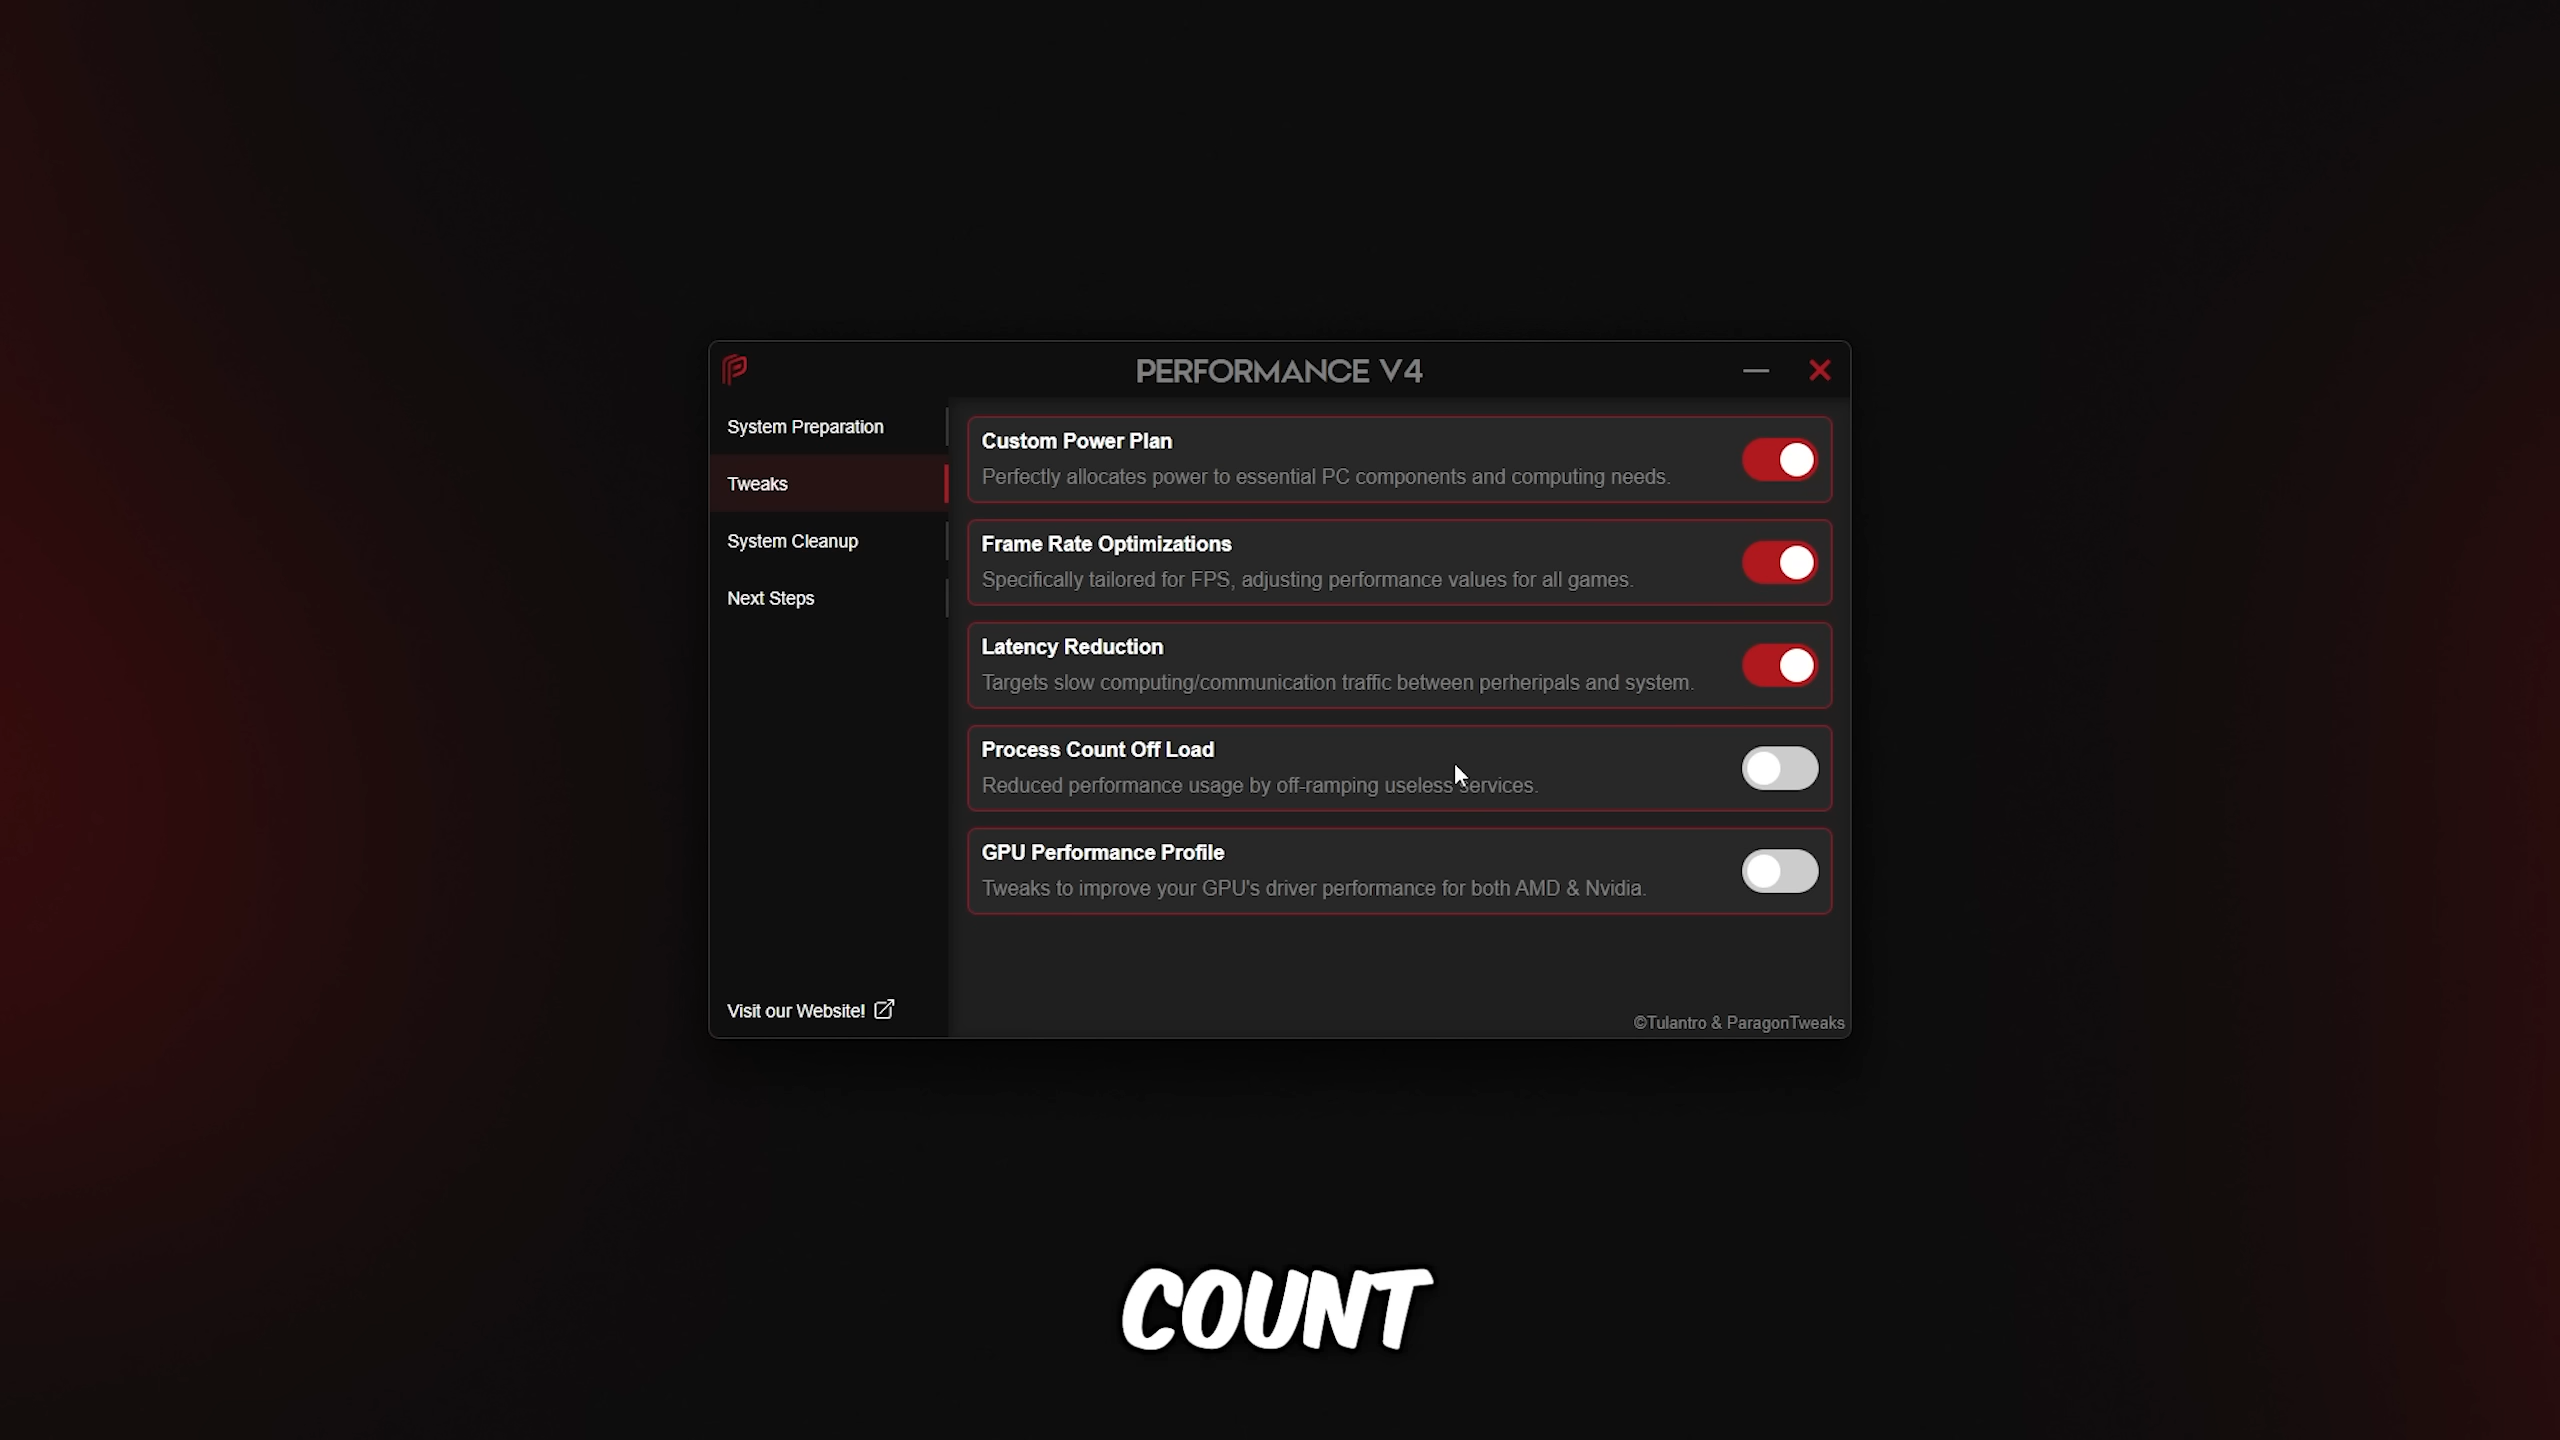 PERFORMANCE V4
System Preparation
Tweaks
System Cleanup
Next Steps
Visit our Website!
Custom Power Plan
Perfectly allocates power to essential PC components and computing needs.
Frame Rate Optimizations
Specifically tailored for FPS, adjusting performance values for all games.
Latency Reduction
Targets slow computing/communication traffic between perheripals and system.
Process Count Off Load
Reduced performance usage by off-ramping useless services.
GPU Performance Profile
Tweaks to improve your GPU's driver performance for both AMD & Nvidia.
©Tulantro & ParagonTweaks
COUNT